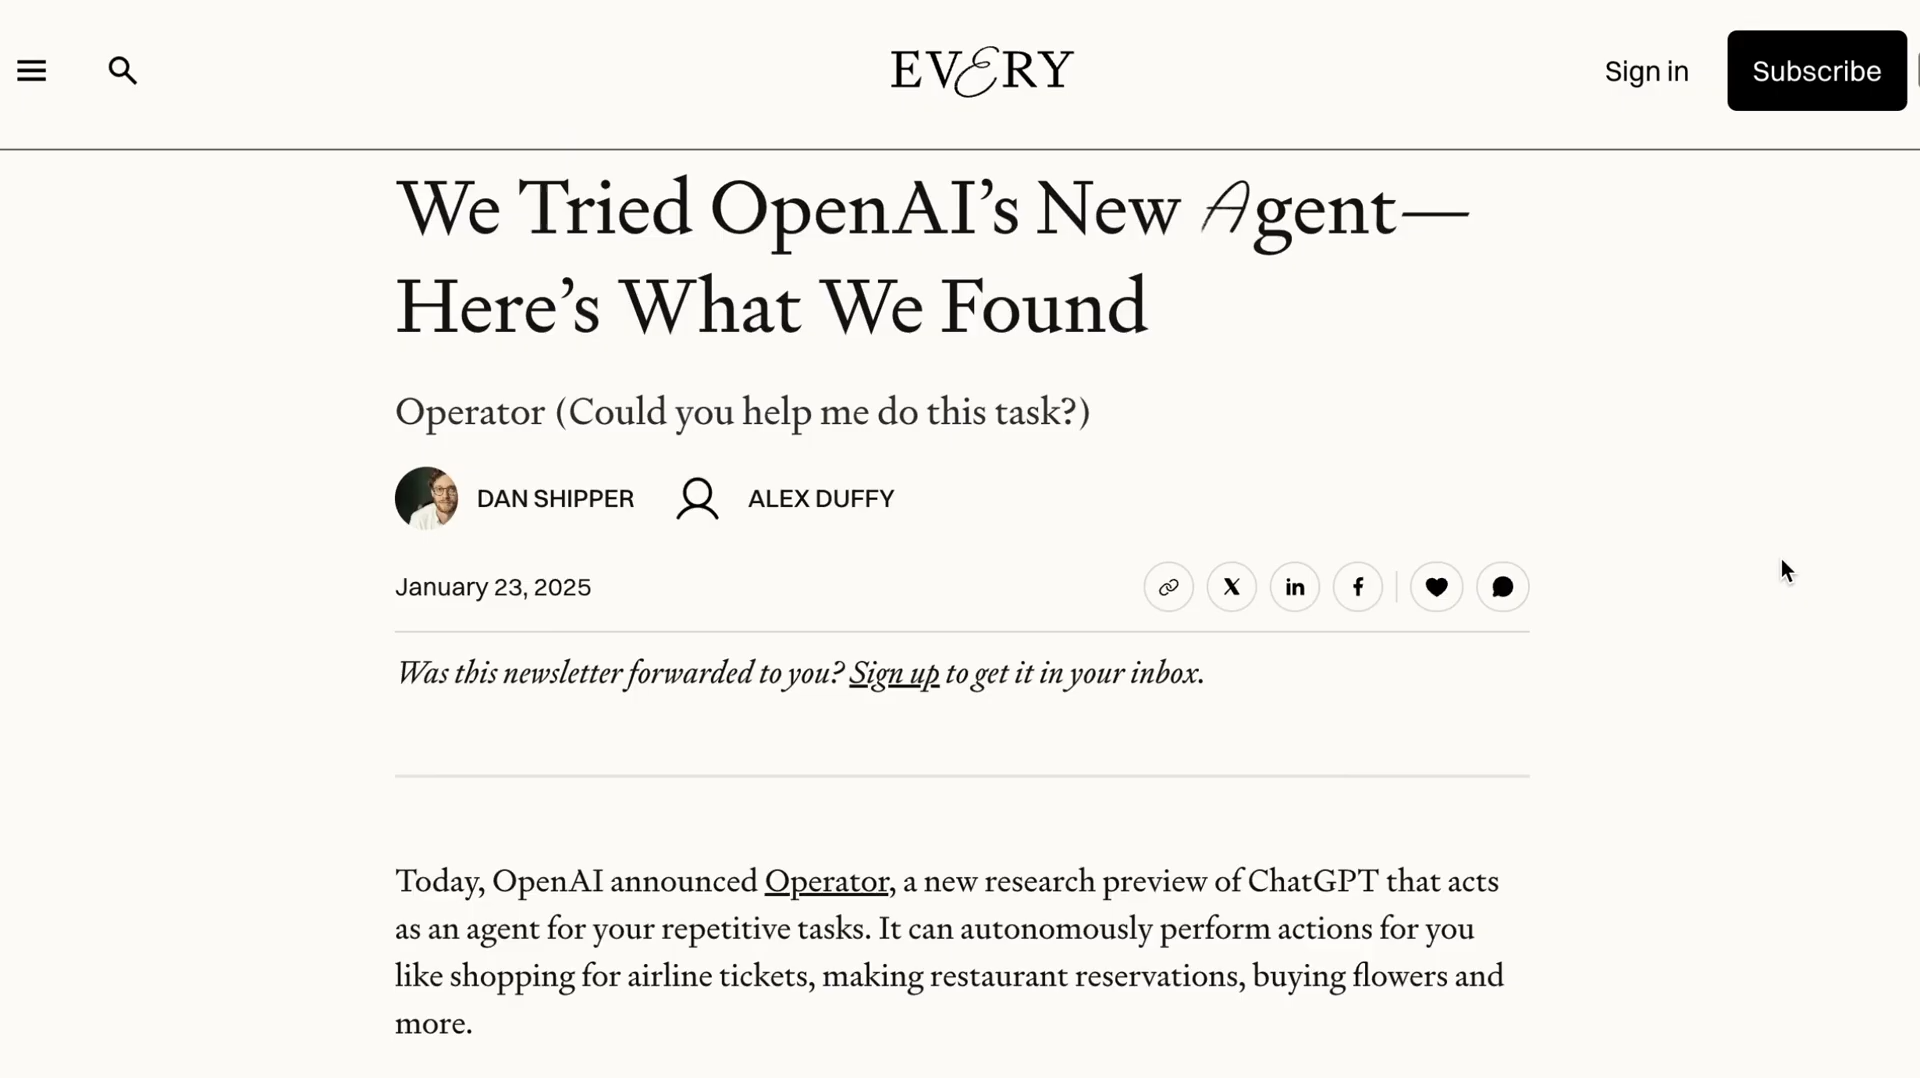 EVERY
Sign in
Subscribe
We Tried OpenAI’s New Agent—
Here’s What We Found
Operator (Could you help me do this task?)
DAN SHIPPER
ALEX DUFFY
January 23, 2025
Was this newsletter forwarded to you? Sign up to get it in your inbox.
Today, OpenAI announced Operator, a new research preview of ChatGPT that acts
as an agent for your repetitive tasks. It can autonomously perform actions for you
like shopping for airline tickets, making restaurant reservations, buying flowers and
more.